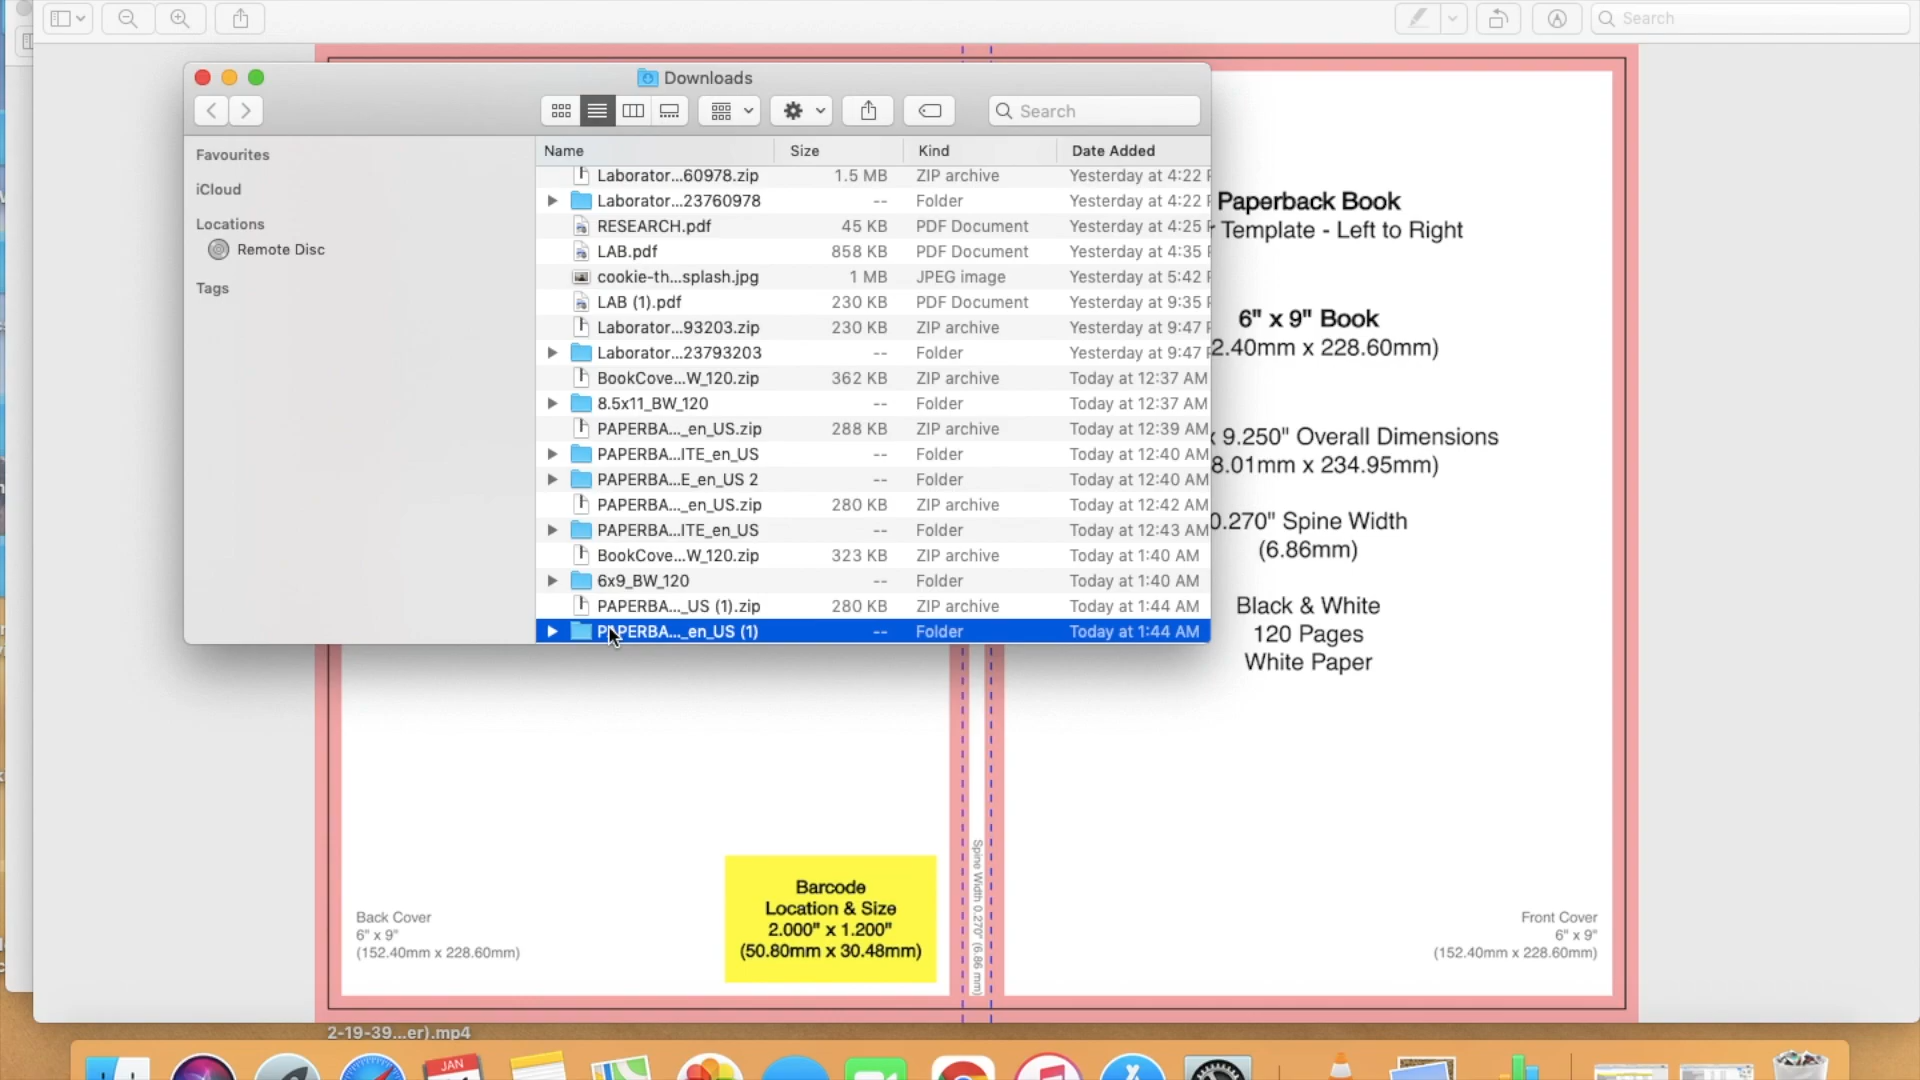 Search
Downloads
Search
Favourites
iCloud
Locations
Remote Disc
Tags
Name Size Kind Date Added
Laborator...60978.zip 1.5 MB ZIP archive Yesterday at 4:22
Laborator...23760978 -- Folder Yesterday at 4:22
RESEARCH.pdf 45 KB PDF Document Yesterday at 4:25
LAB.pdf 858 KB PDF Document Yesterday at 4:35
cookie-th...splash.jpg 1 MB JPEG image Yesterday at 5:42
LAB (1).pdf 230 KB PDF Document Yesterday at 9:35
Laborator...93203.zip 230 KB ZIP archive Yesterday at 9:47
Laborator...23793203 -- Folder Yesterday at 9:47
BookCove...W_120.zip 362 KB ZIP archive Today at 12:37 AM
8.5x11_BW_120 -- Folder Today at 12:37 AM
PAPERBA..._en_US.zip 288 KB ZIP archive Today at 12:39 AM
PAPERBA...ITE_en_US -- Folder Today at 12:40 AM
PAPERBA...E_en_US 2 -- Folder Today at 12:40 AM
PAPERBA..._en_US.zip 280 KB ZIP archive Today at 12:42 AM
PAPERBA...ITE_en_US -- Folder Today at 12:43 AM
BookCove...W_120.zip 323 KB ZIP archive Today at 1:40 AM
6x9_BW_120 -- Folder Today at 1:40 AM
PAPERBA..._US (1).zip 280 KB ZIP archive Today at 1:44 AM
PAPERBA..._en_US (1) -- Folder Today at 1:44 AM
Paperback Book
Template - Left to Right
6" x 9" Book
2.40mm x 228.60mm)
x 9.250" Overall Dimensions
8.01mm x 234.95mm)
0.270" Spine Width
(6.86mm)
Black & White
120 Pages
White Paper
Spine Width 0.270" (6.86 mm)
Barcode
Location & Size
2.000" x 1.200"
(50.80mm x 30.48mm)
Back Cover
6" x 9"
(152.40mm x 228.60mm)
Front Cover
6" x 9"
(152.40mm x 228.60mm)
2-19-39...er).mp4
JAN